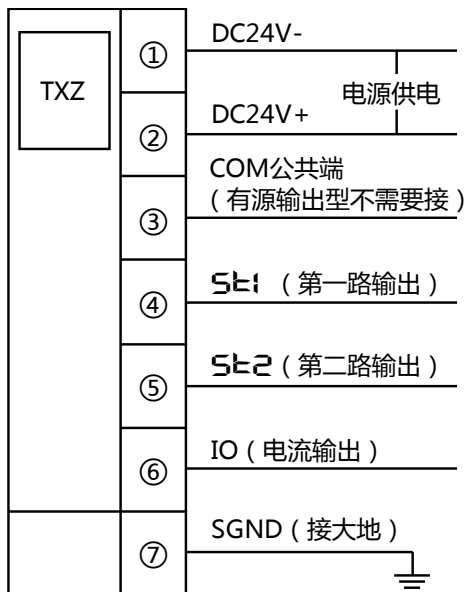 TXZ
① DC24V-
电源供电
② DC24V+
COM公共端
③ （有源输出型不需要接）
④ St1 （第一路输出）
⑤ St2（第二路输出）
⑥ IO（电流输出）
⑦ SGND（接大地）